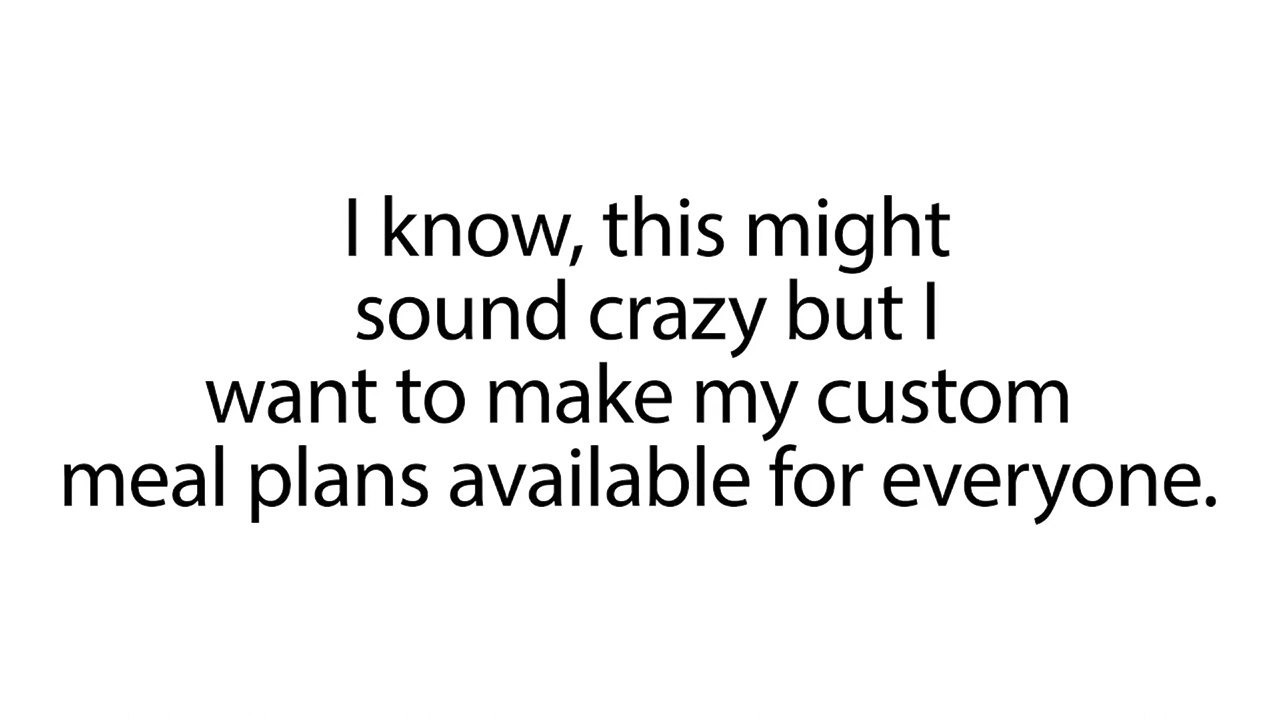 I know, this might
sound crazy but I
want to make my custom
meal plans available for everyone.